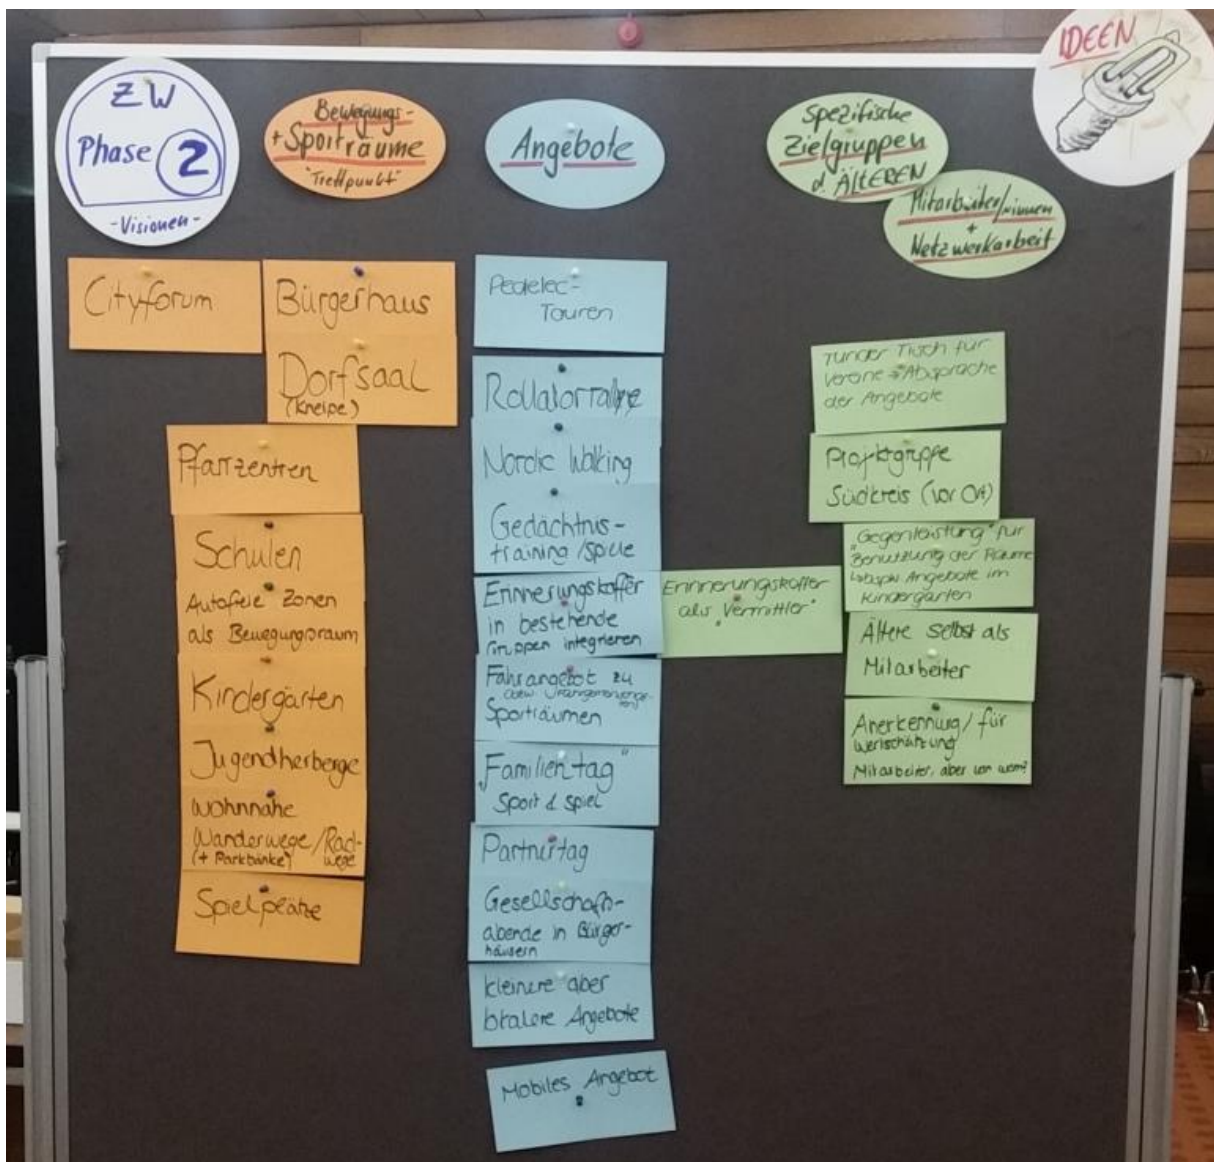 ZW
Phase 2
- Visionen -
Bewegungs-
+ Sporträume
"Treffpunkt"
Angebote
Spezifische
Zielgruppen
d. ÄLTEREN
Mitarbeiter/innen
+
Netzwerkarbeit
IDEEN
Cityforum
Bürgerhaus
Dorfsaal
(Kneipe)
Pfarrzentren
Schulen
Autofreie Zonen
als Bewegungsraum
Kindergärten
Jugendherberge
wohnnahe
Wanderwege/Rad-
(+ Parkbänke) wege
Spielplätze
Pedelec-
Touren
Rollatorrallye
Nordic Walking
Gedächtnis-
training/spiele
Erinnerungskoffer
in bestehende
Gruppen integrieren
Fahrangebot zu
Sporträumen
„Familientag“
Sport & Spiel
Partnertag
Gesellschafts-
abende in Bürger-
häusern
kleinere aber
lokalere Angebote
Mobiles Angebot
Erinnerungskoffer
als „Vermittler“
runder Tisch für
Vereine → Absprache
der Angebote
Projektgruppe
Südkreis (vor Ort)
„Gegenleistung“ für
Benutzung der Räume
Angebote im
Kindergarten
Ältere selbst als
Mitarbeiter
Anerkennung/ für
Wertschätzung
Mitarbeiter, aber von wem?